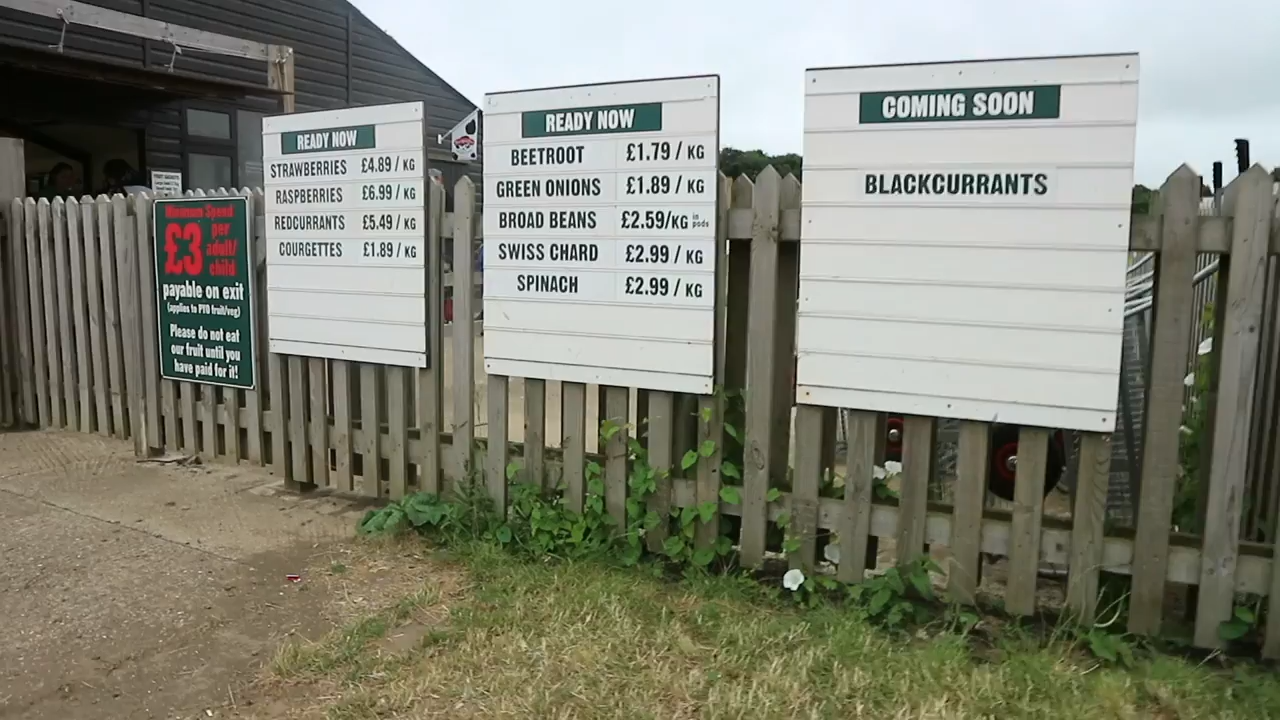 Minimum Spend
£3 per
adult/
child
payable on exit
(applies to PYO fruit/veg)
Please do not eat
our fruit until you
have paid for it!
READY NOW
STRAWBERRIES £4.89 / KG
RASPBERRIES £6.99 / KG
REDCURRANTS £5.49 / KG
COURGETTES £1.89 / KG
READY NOW
BEETROOT £1.79 / KG
GREEN ONIONS £1.89 / KG
BROAD BEANS £2.59/KG in pods
SWISS CHARD £2.99 / KG
SPINACH £2.99 / KG
COMING SOON
BLACKCURRANTS